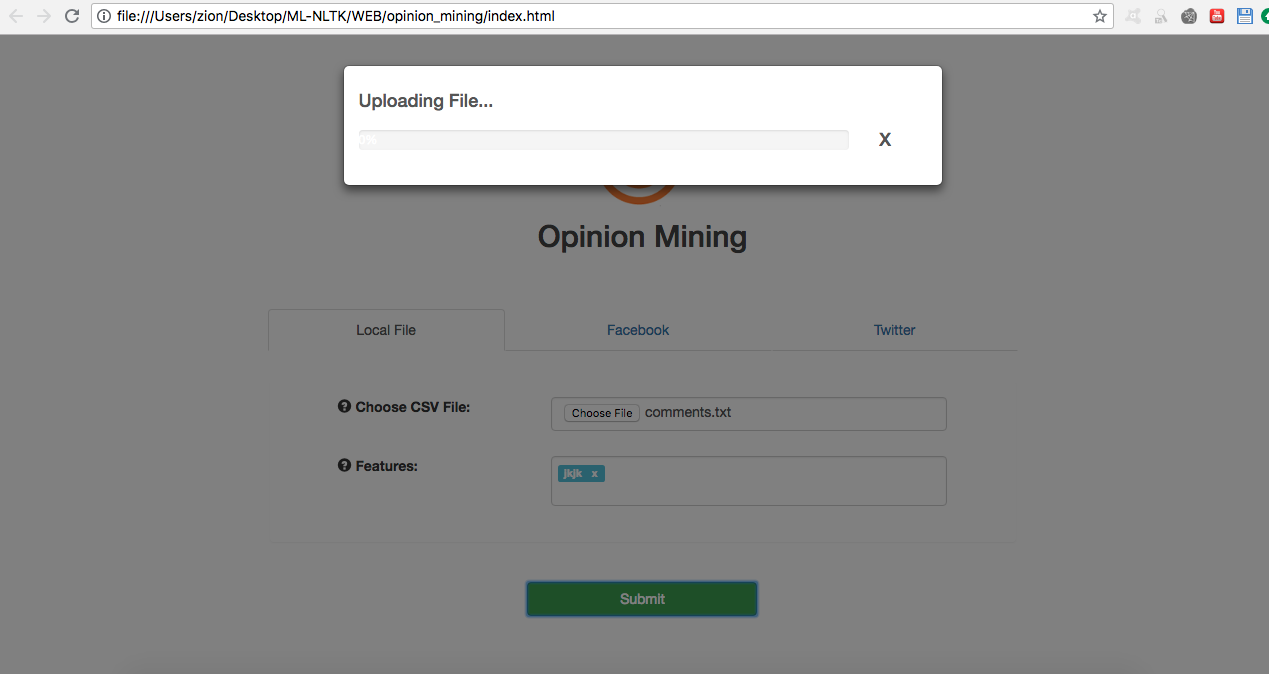 file:///Users/zion/Desktop/ML-NLTK/WEB/opinion_mining/index.html
Uploading File...
0% X
Opinion Mining
Local File Facebook Twitter
Choose CSV File: Choose File comments.txt
Features: jkjk x
Submit